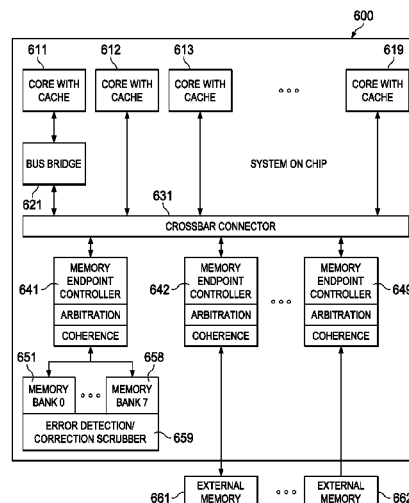 600
611
612
613
619
CORE WITH CACHE
CORE WITH CACHE
CORE WITH CACHE
CORE WITH CACHE
BUS BRIDGE
621
SYSTEM ON CHIP
631
CROSSBAR CONNECTOR
641
MEMORY ENDPOINT CONTROLLER
ARBITRATION
COHERENCE
642
MEMORY ENDPOINT CONTROLLER
ARBITRATION
COHERENCE
MEMORY ENDPOINT CONTROLLER
ARBITRATION
COHERENCE
649
651
658
MEMORY BANK 0
MEMORY BANK 7
ERROR DETECTION/ CORRECTION SCRUBBER
659
661
EXTERNAL MEMORY
EXTERNAL MEMORY
662